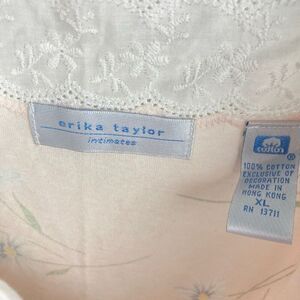 erika taylor
intimates
cotton
®
100% COTTON
EXCLUSIVE OF
DECORATION
MADE IN
HONG KONG
XL
RN 13711